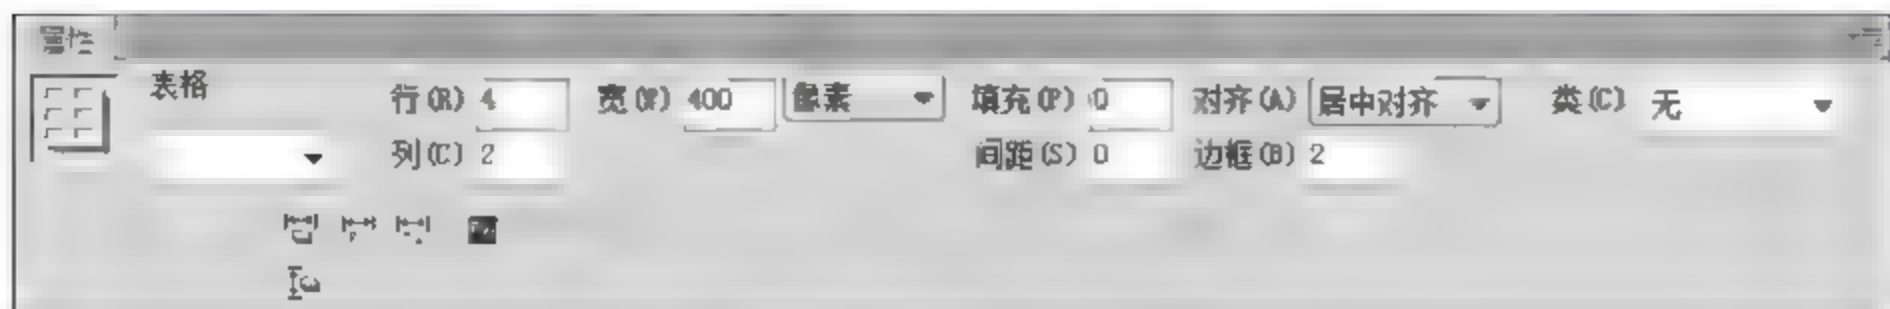 属性
表格 行(R) 4 宽(W) 400 像素 填充(P) 0 对齐(A) 居中对齐 类(C) 无
列(C) 2 间距(S) 0 边框(B) 2